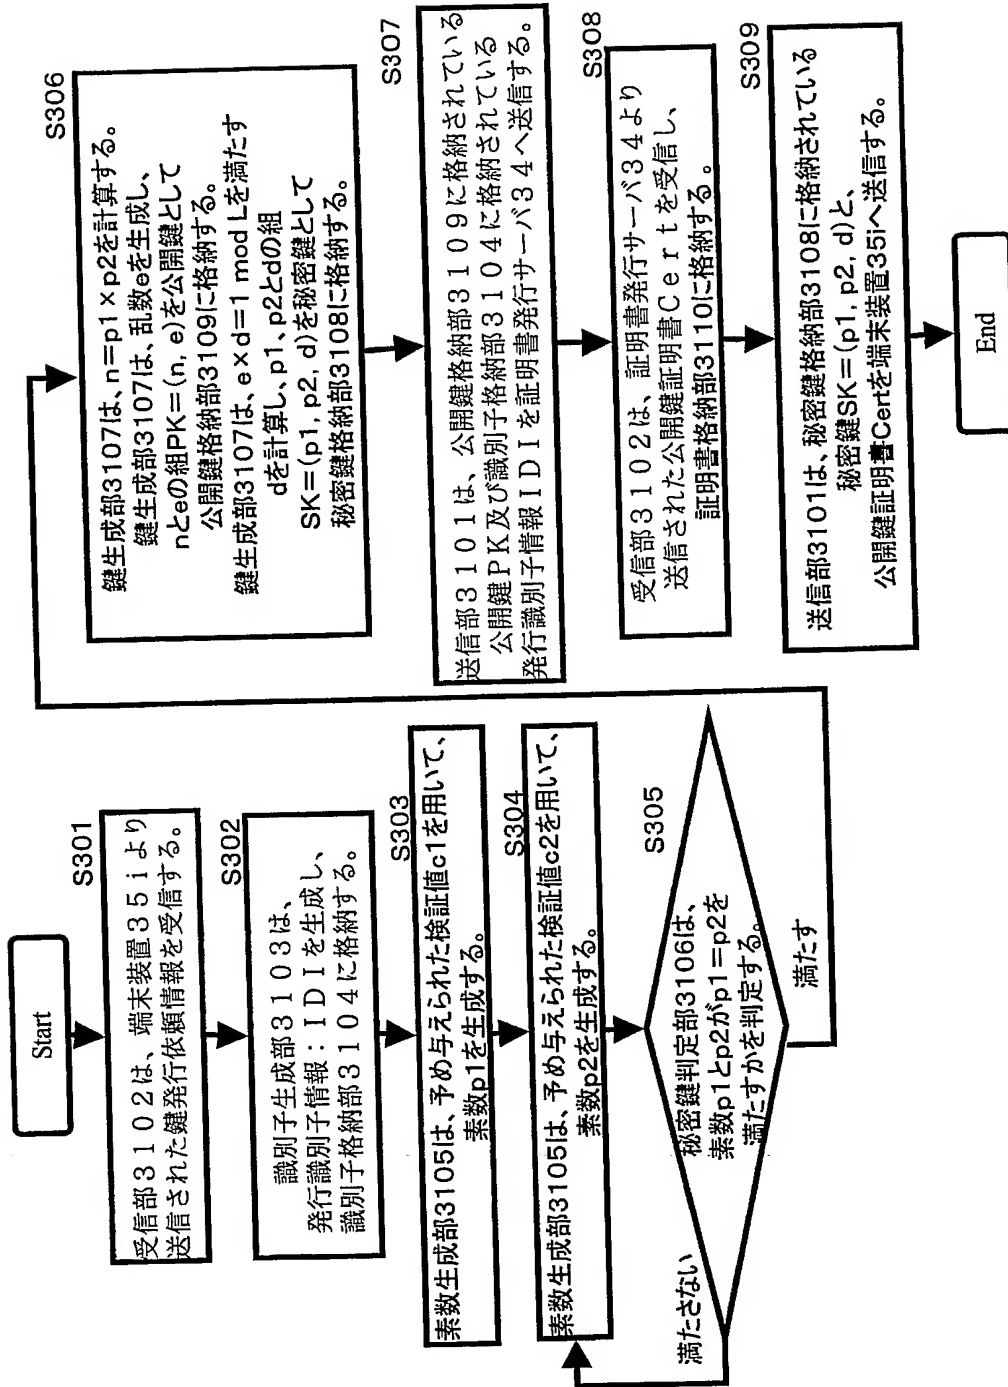 Start
S301
受信部3102は、端末装置35iより
送信された鍵発行依頼情報を受信する。
S302
識別子生成部3103は、
発行識別子情報:IDIを生成し、
識別子格納部3104に格納する。
S303
素数生成部3105は、予め与えられた検証値c1を用いて、
素数p1を生成する。
S304
素数生成部3105は、予め与えられた検証値c2を用いて、
素数p2を生成する。
S305
秘密鍵判定部3106は、
素数p1とp2がp1=p2を
満たすかを判定する。
満たさない
満たす
S306
鍵生成部3107は、n=p1×p2を計算する。
鍵生成部3107は、乱数eを生成し、
nとeの組PK=(n, e)を公開鍵として
公開鍵格納部3109に格納する。
鍵生成部3107は、e×d=1 mod Lを満たす
dを計算し、p1、p2とdの組
SK=(p1, p2, d)を秘密鍵として
秘密鍵格納部3108に格納する。
S307
送信部3101は、公開鍵格納部3109に格納されている
公開鍵PK及び識別子格納部3104に格納されている
発行識別子情報IDIを証明書発行サーバ34へ送信する。
S308
受信部3102は、証明書発行サーバ34より
送信された公開鍵証明書Certを受信し、
証明書格納部3110に格納する。
S309
送信部3101は、秘密鍵格納部3108に格納されている
秘密鍵SK=(p1, p2, d)と、
公開鍵証明書Certを端末装置35iへ送信する。
End